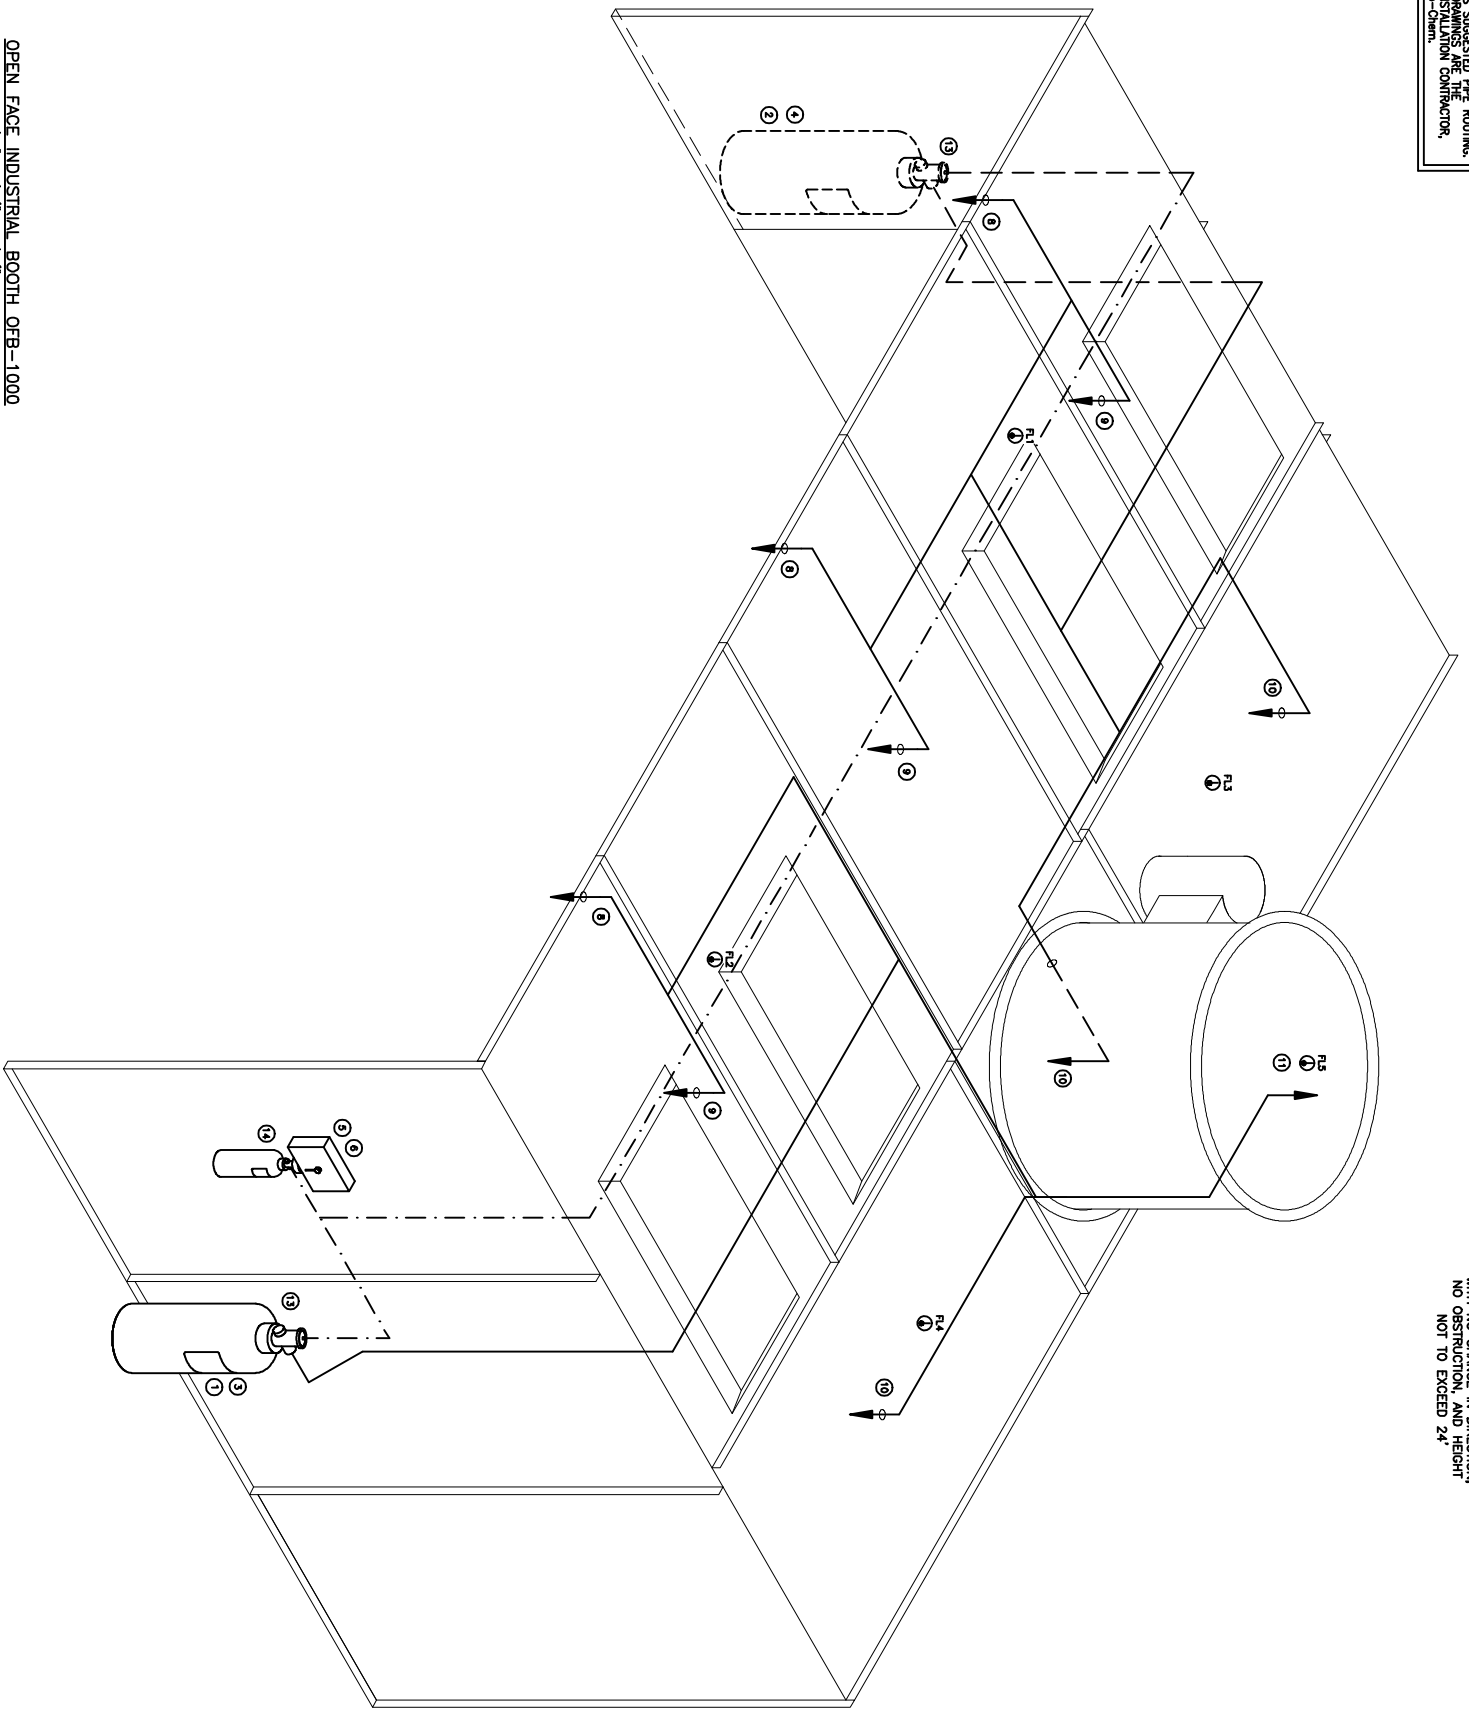 SUGGESTED PIPE ROUTING.
DRAWINGS ARE THE
CONTRACTOR,
-Chem.
NO OBSTRUCTION, AND HEIGHT
NOT TO EXCEED 24'
13
4
2
8
9
FL1
8
9
10
FL3
8
9
FL2
10
FL5
11
5
6
14
13
3
1
FL4
10
OPEN FACE INDUSTRIAL BOOTH OFB-1000